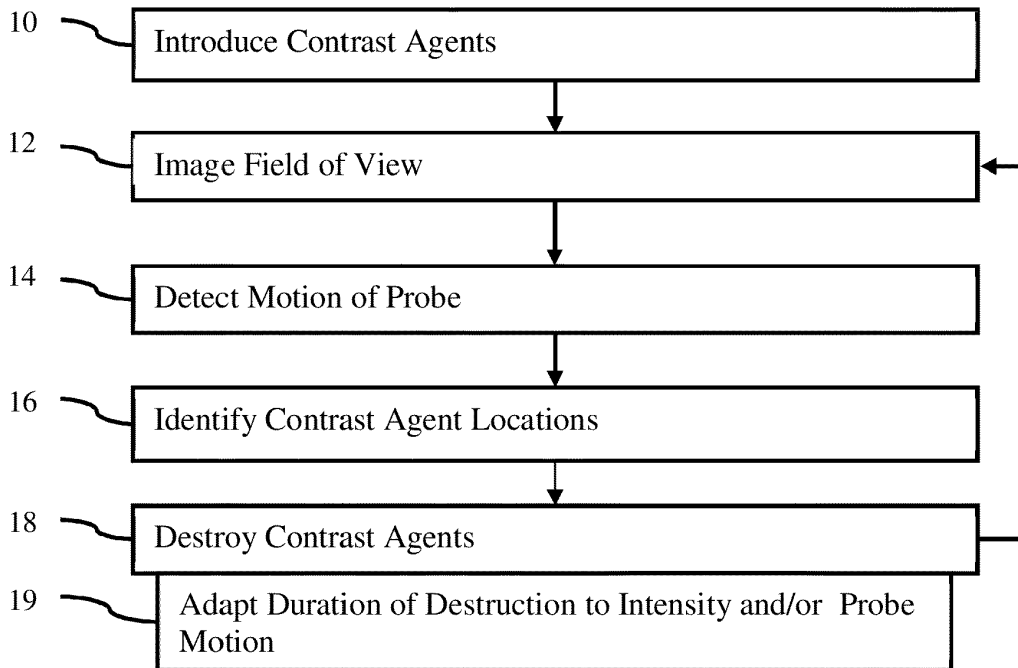 10
Introduce Contrast Agents
12
Image Field of View
14
Detect Motion of Probe
16
Identify Contrast Agent Locations
18
Destroy Contrast Agents
19
Adapt Duration of Destruction to Intensity and/or Probe
Motion